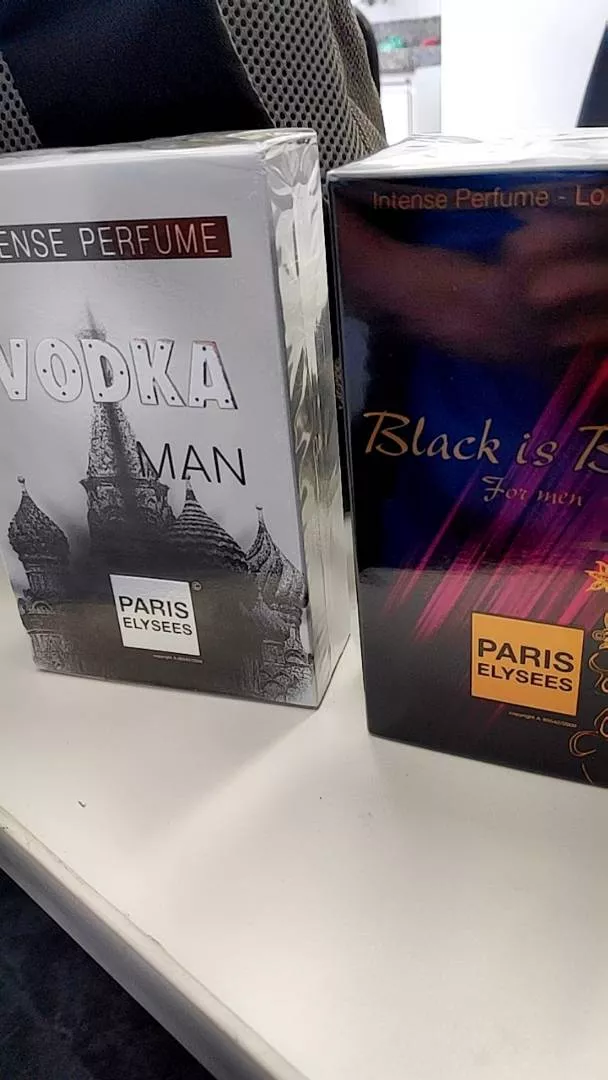 ENSE PERFUME
VODKA
MAN
PARIS
ELYSEES
©
Intense Perfume - Lo
Black is B
For men
PARIS
ELYSEES